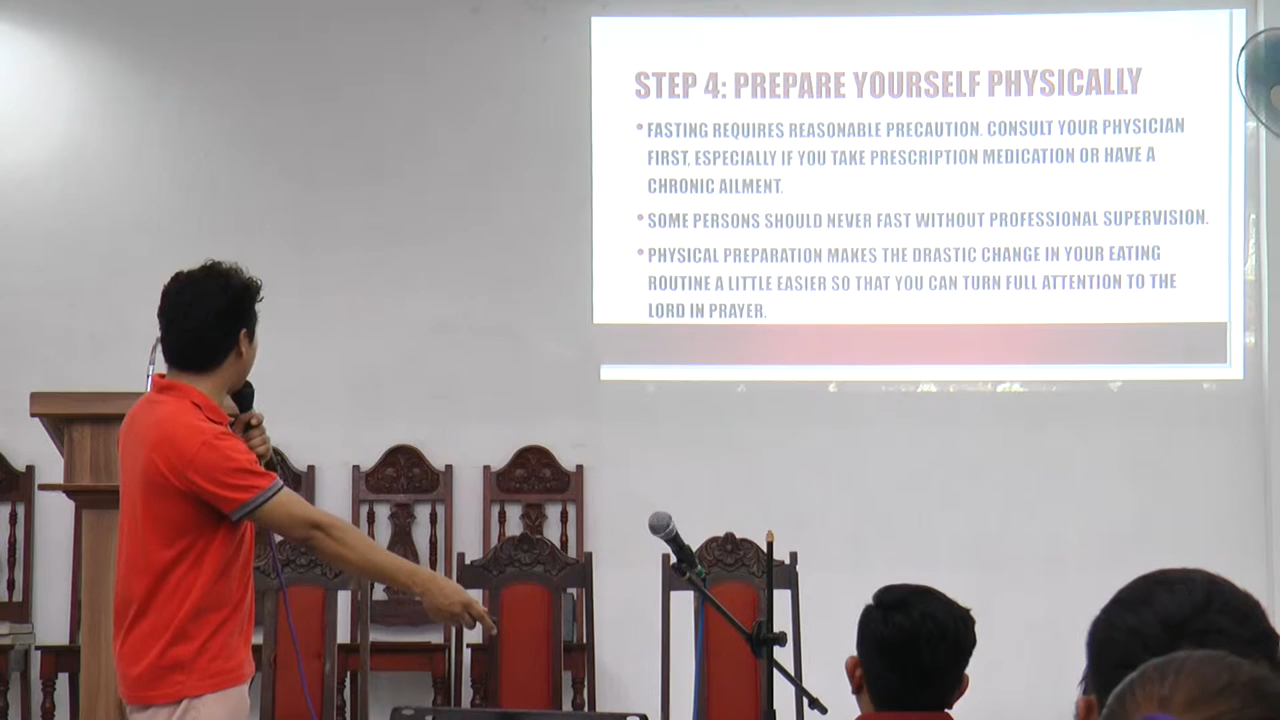 STEP 4: PREPARE YOURSELF PHYSICALLY
• FASTING REQUIRES REASONABLE PRECAUTION. CONSULT YOUR PHYSICIAN
FIRST, ESPECIALLY IF YOU TAKE PRESCRIPTION MEDICATION OR HAVE A
CHRONIC AILMENT.
• SOME PERSONS SHOULD NEVER FAST WITHOUT PROFESSIONAL SUPERVISION.
• PHYSICAL PREPARATION MAKES THE DRASTIC CHANGE IN YOUR EATING
ROUTINE A LITTLE EASIER SO THAT YOU CAN TURN FULL ATTENTION TO THE
LORD IN PRAYER.